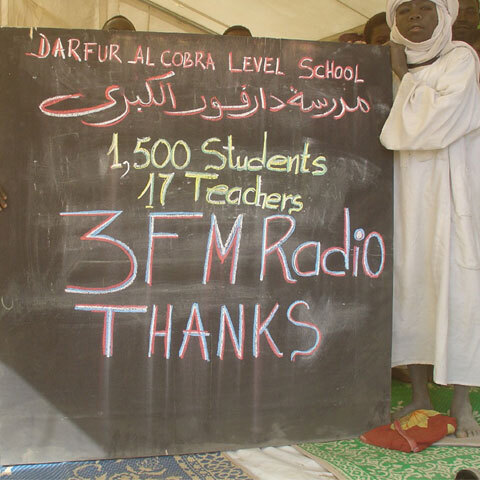 DARFUR AL COBRA LEVEL SCHOOL
مدرسة دارفور الكبرى
1,500 Students
17 Teachers
3FM Radio
THANKS